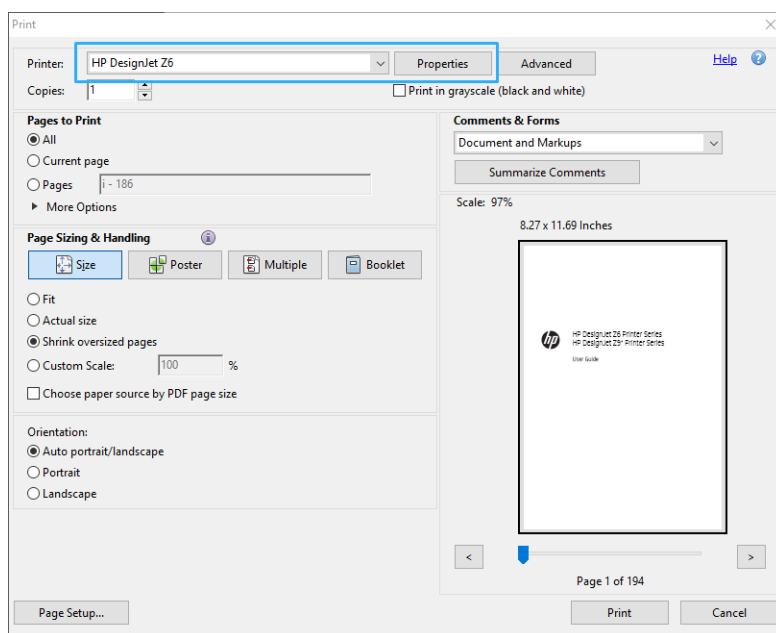 Print
Printer: HP DesignJet Z6 Properties Advanced Help ?
Copies: 1 Print in grayscale (black and white)
Pages to Print
All
Current page
Pages i - 186
More Options
Page Sizing & Handling i
Size Poster Multiple Booklet
Fit
Actual size
Shrink oversized pages
Custom Scale: 100 %
Choose paper source by PDF page size
Orientation:
Auto portrait/landscape
Portrait
Landscape
Comments & Forms
Document and Markups
Summarize Comments
Scale: 97%
8.27 x 11.69 Inches
hp
HP DesignJet Z6 Printer Series
HP DesignJet Z9⁺ Printer Series
User Guide
< >
Page 1 of 194
Page Setup... Print Cancel